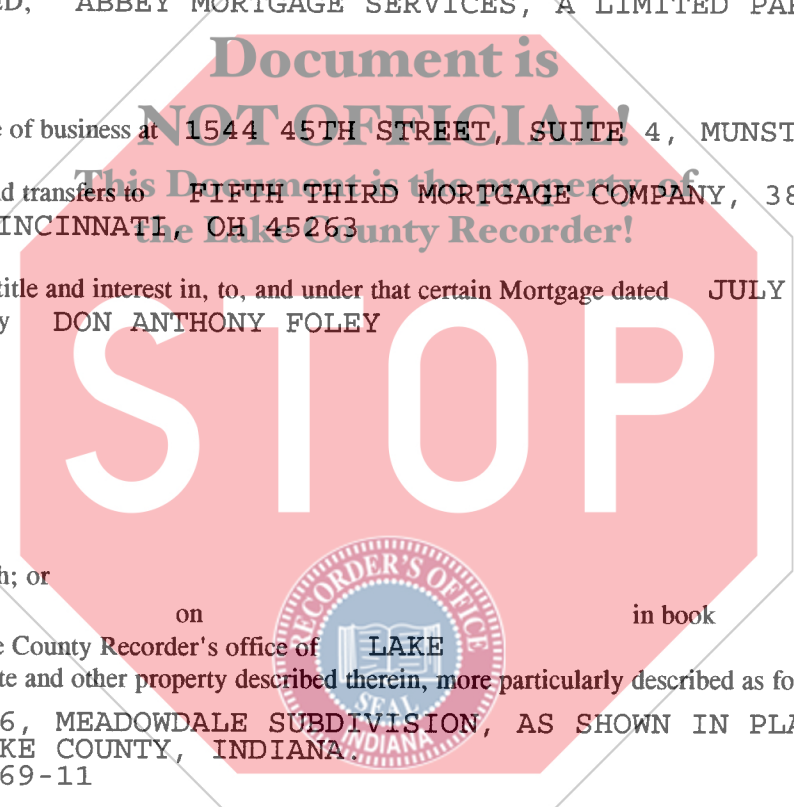 ED, ABBEY MORTGAGE SERVICES, A LIMITED PAR
Document is
NOT OFFICIAL!
e of business at 1544 45TH STREET, SUITE 4, MUNST
This Document is the property of
d transfers to FIFTH THIRD MORTGAGE COMPANY, 38
INCINNATI, OH 45263
the Lake County Recorder!
title and interest in, to, and under that certain Mortgage dated JULY
y DON ANTHONY FOLEY
STOP
h; or
on in book
e County Recorder's office of LAKE
te and other property described therein, more particularly described as fo
6, MEADOWDALE SUBDIVISION, AS SHOWN IN PLA
KE COUNTY, INDIANA.
69-11
RECORDER'S OFFICE
SEAL
INDIANA